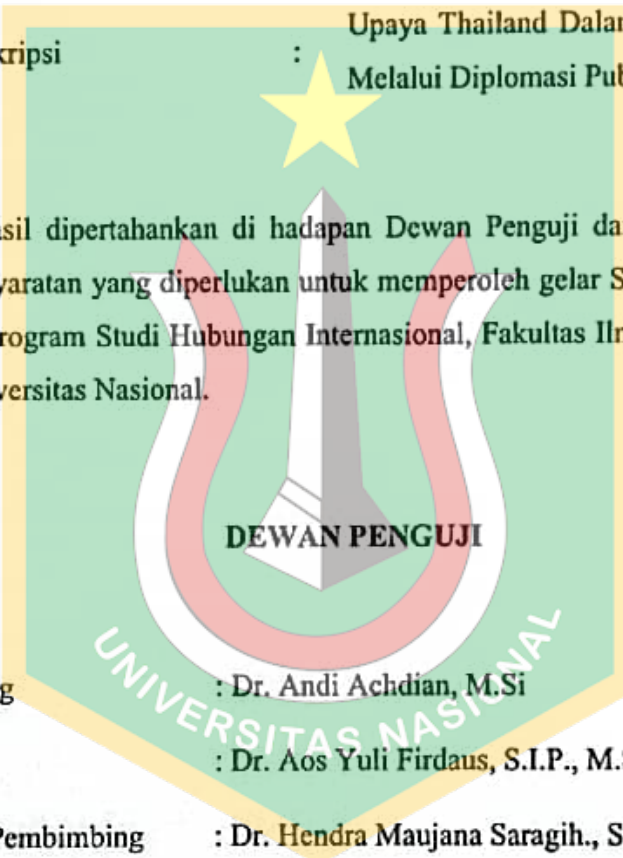 Upaya Thailand Dalam
kripsi :
Melalui Diplomasi Pub
asil dipertahankan di hadapan Dewan Penguji da
yaratan yang diperlukan untuk memperoleh gelar S
rogram Studi Hubungan Internasional, Fakultas Iln
versitas Nasional.
DEWAN PENGUJI
g : Dr. Andi Achdian, M.Si
: Dr. Aos Yuli Firdaus, S.I.P., M.S
Pembimbing : Dr. Hendra Maujana Saragih., S
UNIVERSITAS NASIONAL